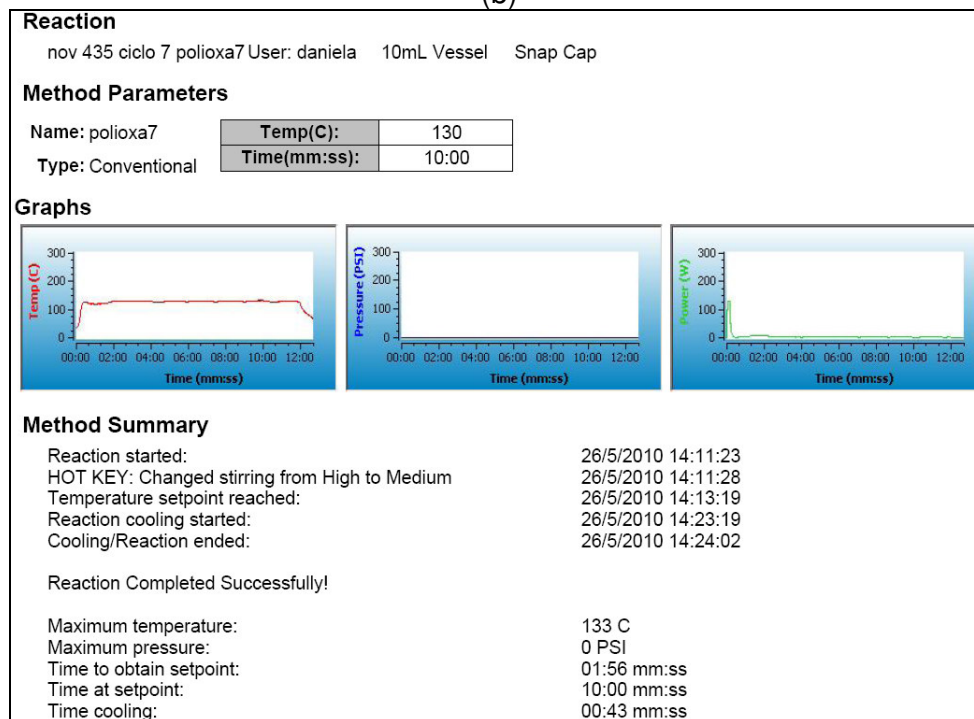 (b)
Reaction
nov 435 ciclo 7 polioxa7 User: daniela 10mL Vessel Snap Cap
Method Parameters
Name: polioxa7 Temp(C): 130
Type: Conventional Time(mm:ss): 10:00
Graphs
Temp (C)
300
200
100
0
00:00 02:00 04:00 06:00 08:00 10:00 12:00
Time (mm:ss)
Pressure (PSI)
300
200
100
0
00:00 02:00 04:00 06:00 08:00 10:00 12:00
Time (mm:ss)
Power (W)
300
200
100
0
00:00 02:00 04:00 06:00 08:00 10:00 12:00
Time (mm:ss)
Method Summary
Reaction started: 26/5/2010 14:11:23
HOT KEY: Changed stirring from High to Medium 26/5/2010 14:11:28
Temperature setpoint reached: 26/5/2010 14:13:19
Reaction cooling started: 26/5/2010 14:23:19
Cooling/Reaction ended: 26/5/2010 14:24:02
Reaction Completed Successfully!
Maximum temperature: 133 C
Maximum pressure: 0 PSI
Time to obtain setpoint: 01:56 mm:ss
Time at setpoint: 10:00 mm:ss
Time cooling: 00:43 mm:ss